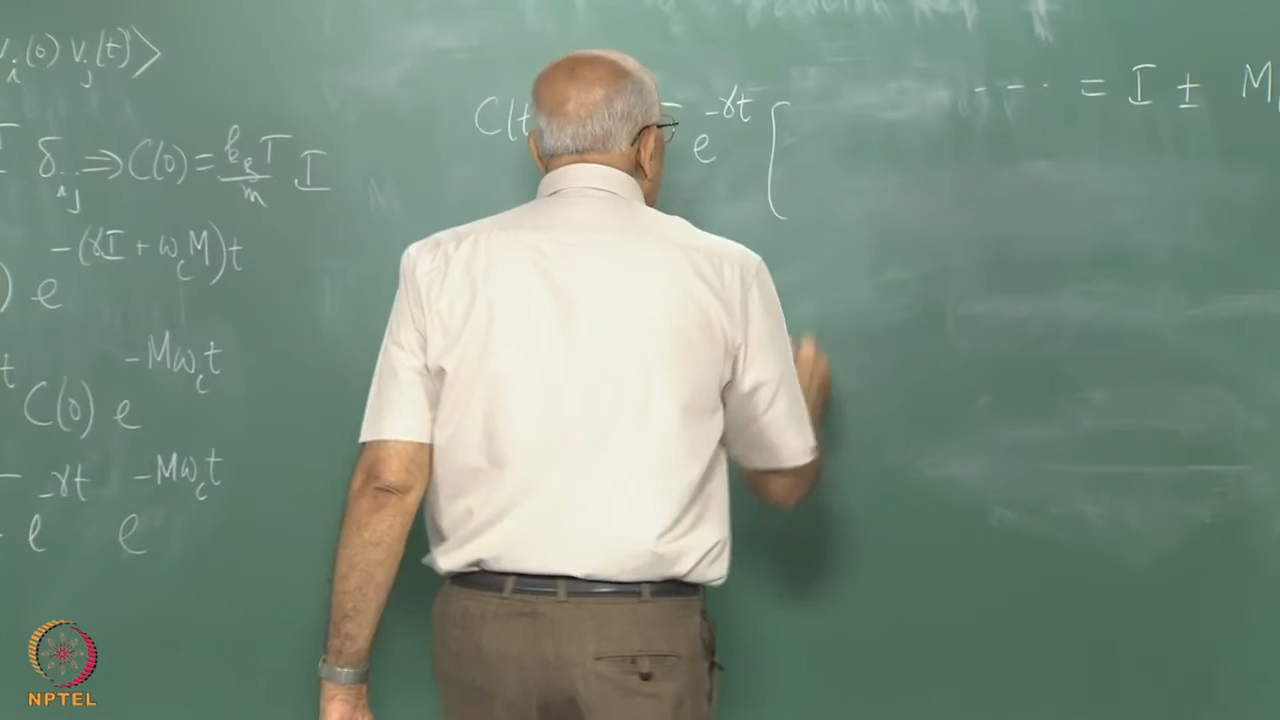 v_i(0) v_j(t)⟩
δ_ij ⇒ C(0) = k_B T / m I
e^{-(γI + ω_c M)t}
C(0) e^{-Mω_c t}
e^{-γt} e^{-Mω_c t}
C(t e^{-γt} [
---- = I ± M
NPTEL